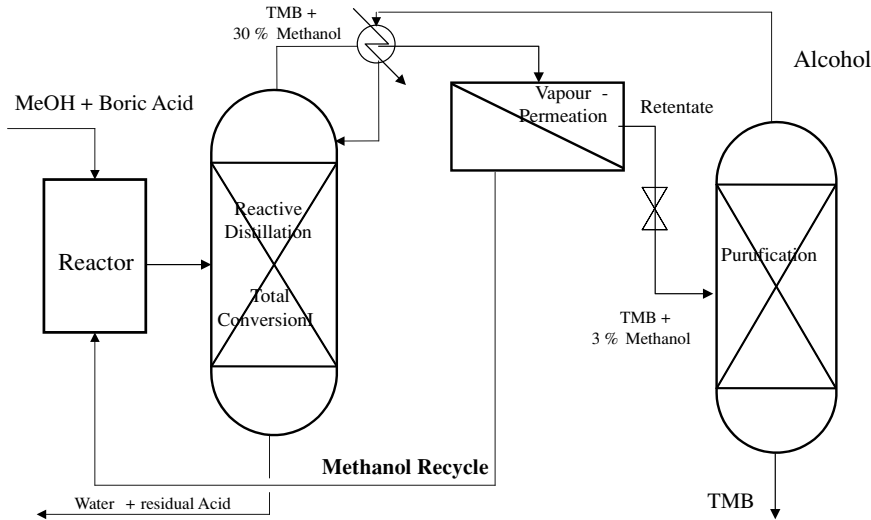 TMB +
30 % Methanol
Alcohol
MeOH + Boric Acid
Vapour -
Permeation
Retentate
Reactive
Distillation
Reactor
Purufication
Total
ConversionI
TMB +
3 % Methanol
Methanol Recycle
Water + residual Acid
TMB